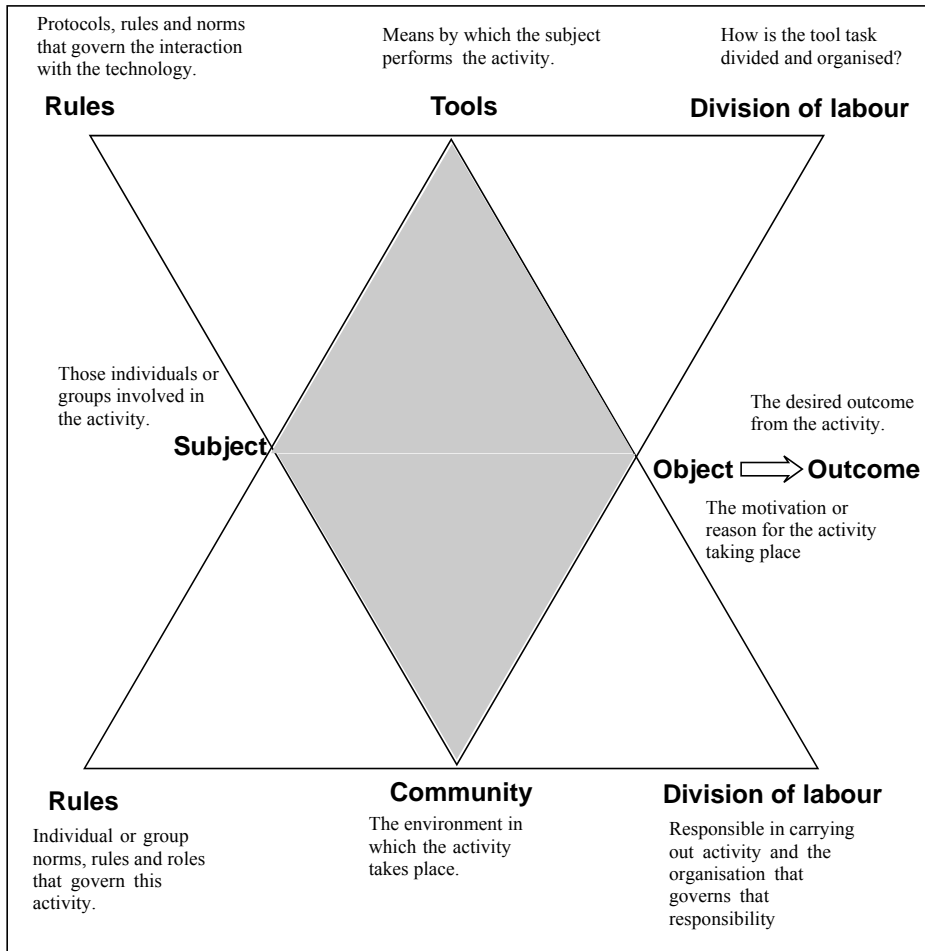 Protocols, rules and norms
that govern the interaction
with the technology.
Rules
Means by which the subject
performs the activity.
Tools
How is the tool task
divided and organised?
Division of labour
Those individuals or
groups involved in
the activity.
Subject
The desired outcome
from the activity.
Object
Outcome
The motivation or
reason for the activity
taking place
Rules
Individual or group
norms, rules and roles
that govern this
activity.
Community
The environment in
which the activity
takes place.
Division of labour
Responsible in carrying
out activity and the
organisation that
governs that
responsibility